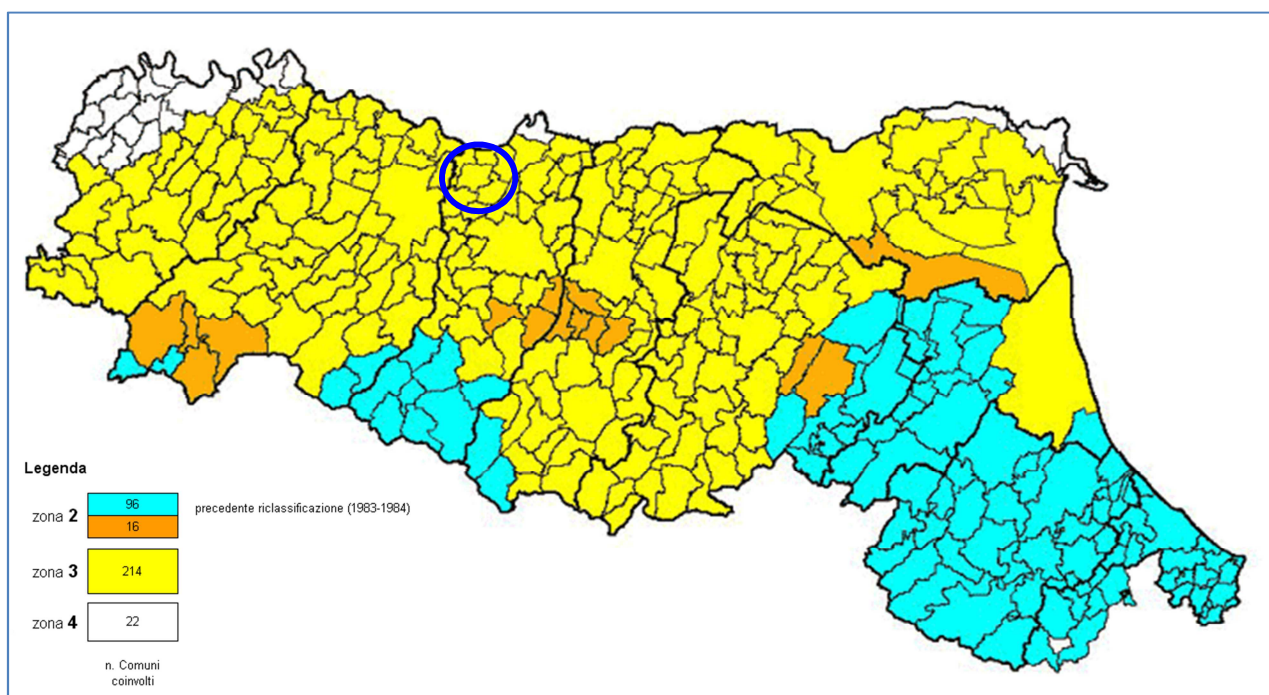 Legenda
zona 2
96
precedente riclassificazione (1983-1984)
16
zona 3
214
zona 4
22
n. Comuni
coinvolti